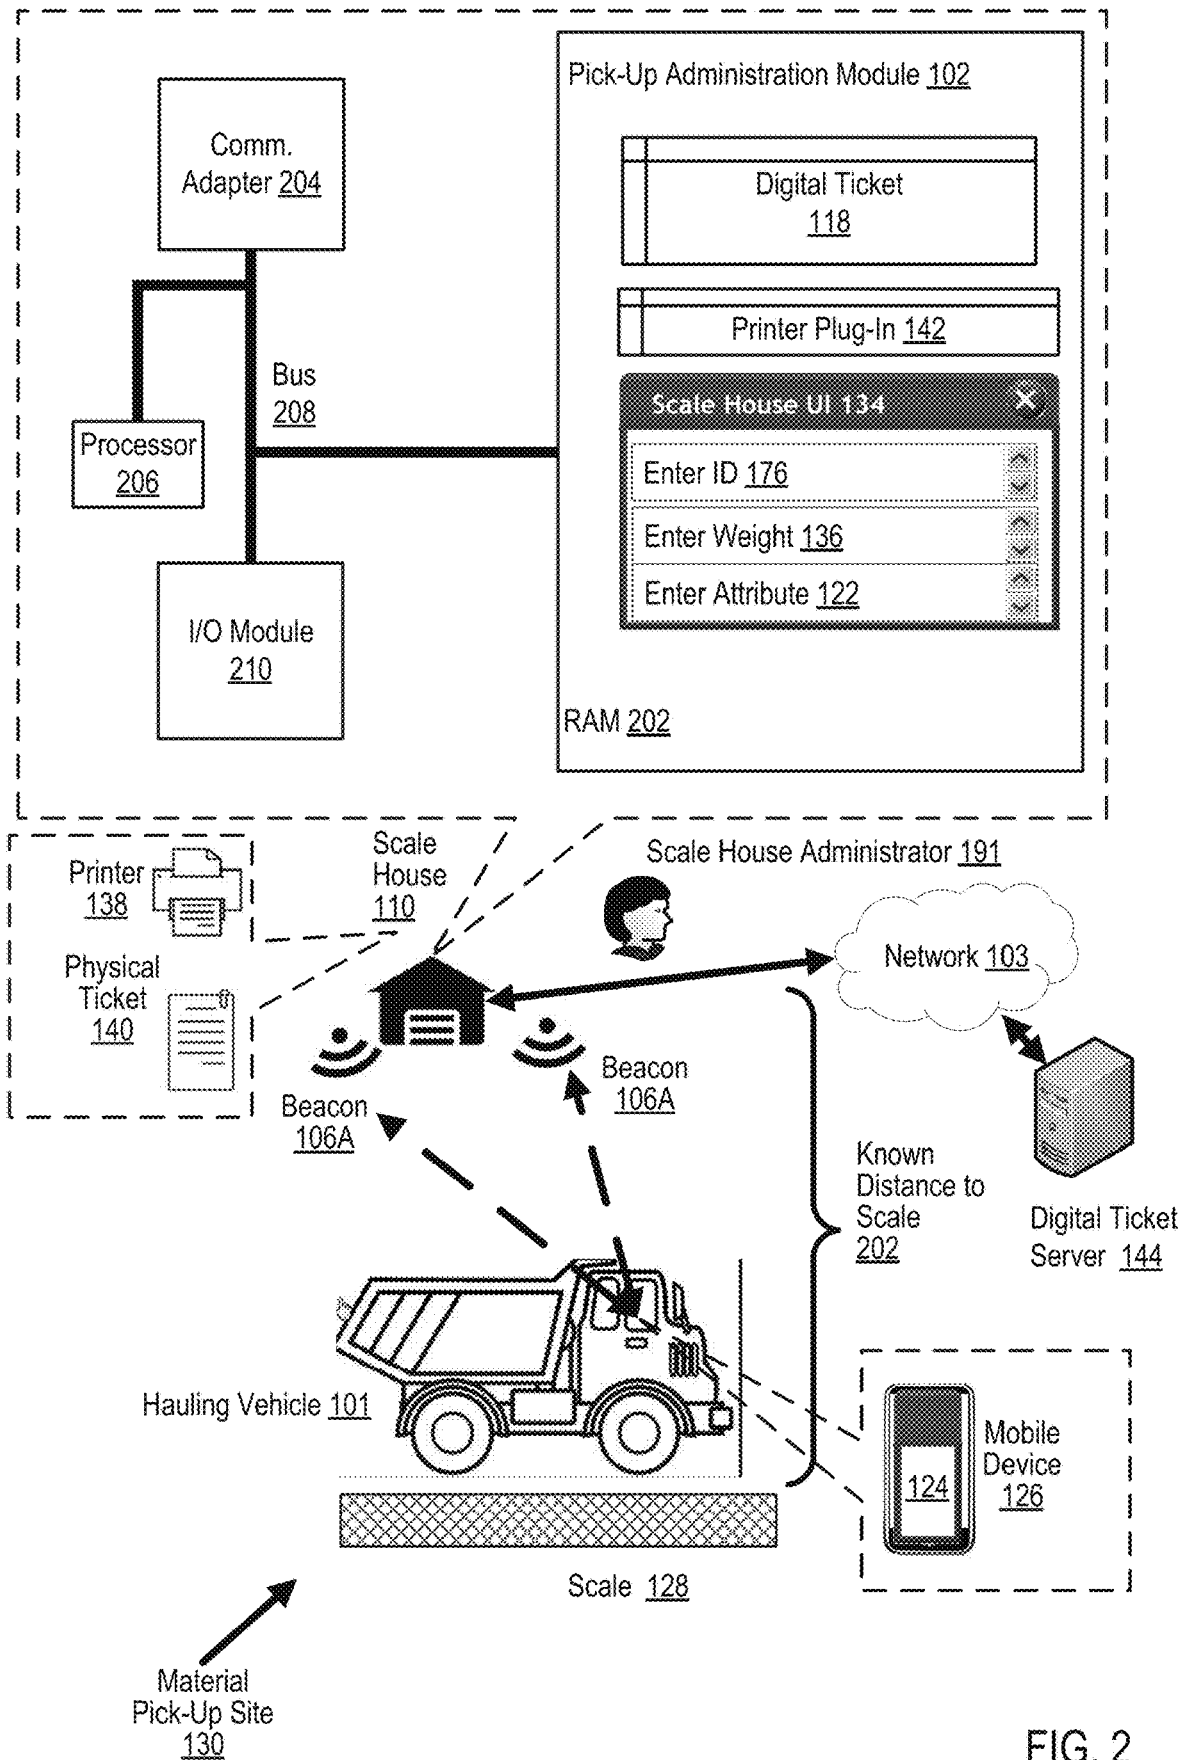 Pick-Up Administration Module 102
Comm.
Adapter 204
Digital Ticket
118
Printer Plug-In 142
Bus
208
Scale House UI 134
Processor
206
Enter ID 176
Enter Weight 136
Enter Attribute 122
I/O Module
210
RAM 202
Printer
138
Scale
House
110
Scale House Administrator 191
Physical
Ticket
140
Network 103
Beacon
106A
Beacon
106A
Known
Distance to
Scale
202
Digital Ticket
Server 144
Hauling Vehicle 101
Mobile
Device
126
124
Scale 128
Material
Pick-Up Site
130
FIG. 2